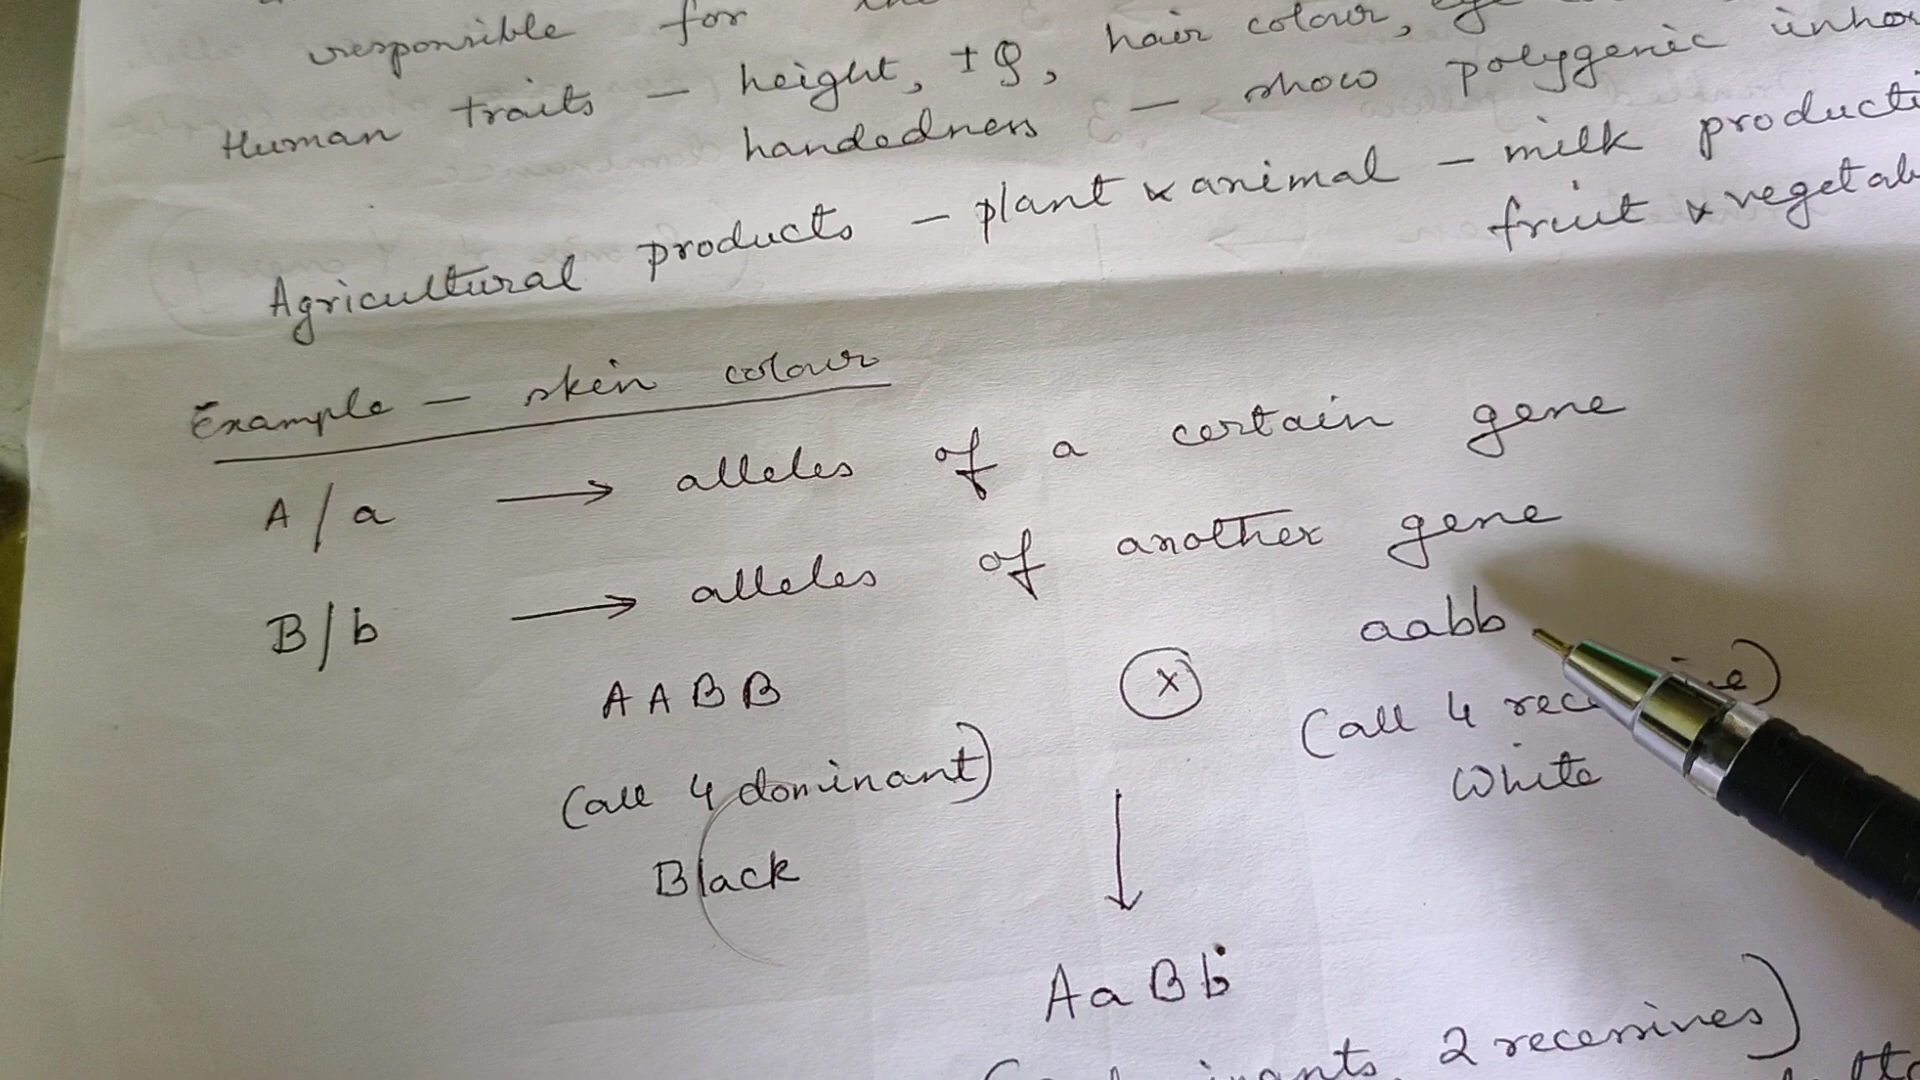 responsible for
Human traits — height, IQ, hair colour,
handedness — show polygenic
Agricultural products — plant & animal — milk
fruit &
Example — skin colour
A/a → alleles of a certain gene
B/b → alleles of another gene
AABB ⓧ aabb
(all 4 dominant) (all 4
Black White
↓
AaBb
2 recessives)